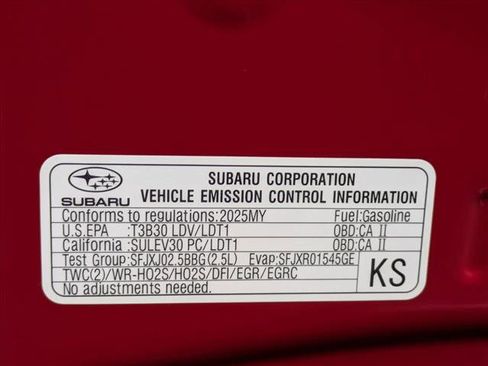 SUBARU CORPORATION
SUBARU VEHICLE EMISSION CONTROL INFORMATION
Conforms to regulations:2025MY Fuel:Gasoline
U.S.EPA :T3B30 LDV/LDT1 OBD:CA II
California :SULEV30 PC/LDT1 OBD:CA II
Test Group:SFJXJ02.5BBG(2.5L) Evap:SFJXR01545GE
TWC(2)/WR-HO2S/HO2S/DFI/EGR/EGRC
No adjustments needed.
KS